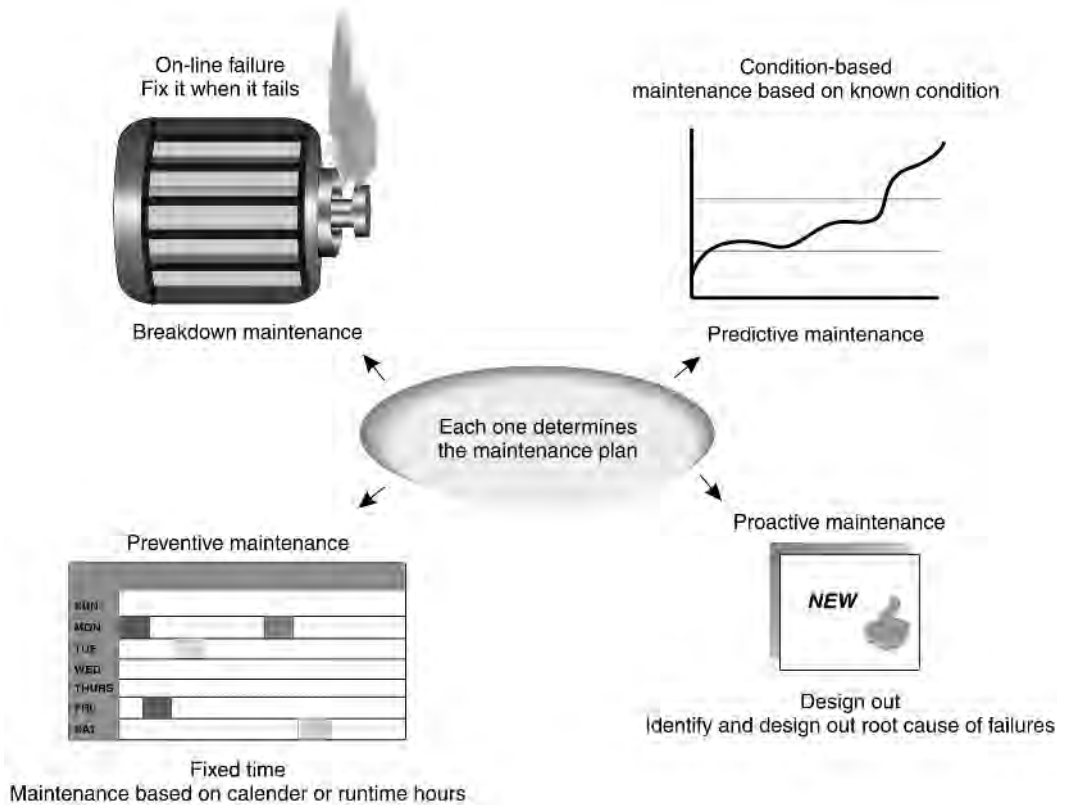 On-line failure
Fix it when it fails
Breakdown maintenance
Condition-based
maintenance based on known condition
Predictive maintenance
Each one determines
the maintenance plan
Preventive maintenance
SUN
MON
TUE
WED
THURS
FRI
SAT
Fixed time
Maintenance based on calender or runtime hours
Proactive maintenance
NEW
Design out
Identify and design out root cause of failures